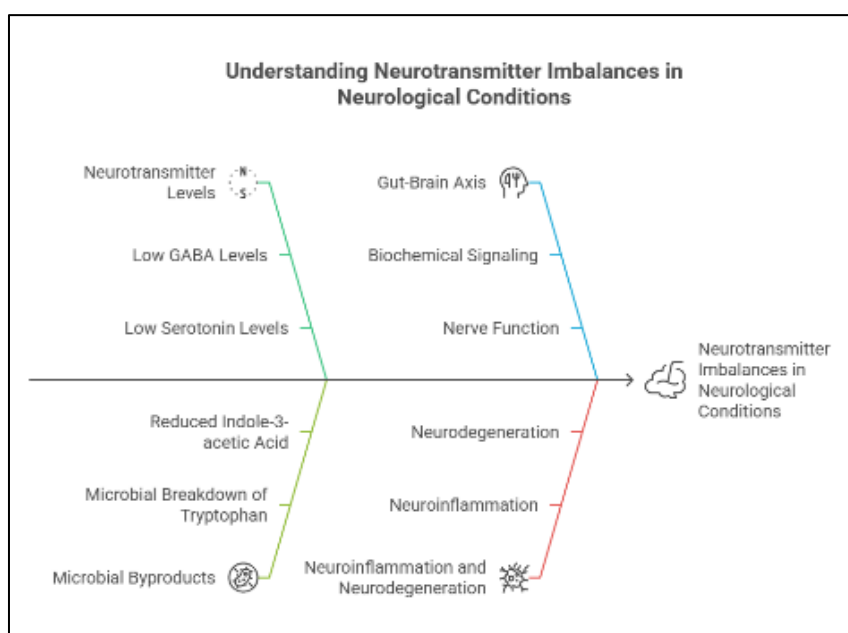 Understanding Neurotransmitter Imbalances in
Neurological Conditions
Neurotransmitter
Levels
N
S
Low GABA Levels
Low Serotonin Levels
Gut-Brain Axis
Biochemical Signaling
Nerve Function
Neurotransmitter
Imbalances in
Neurological
Conditions
Reduced Indole-3-
acetic Acid
Microbial Breakdown of
Tryptophan
Microbial Byproducts
Neurodegeneration
Neuroinflammation
Neuroinflammation and
Neurodegeneration